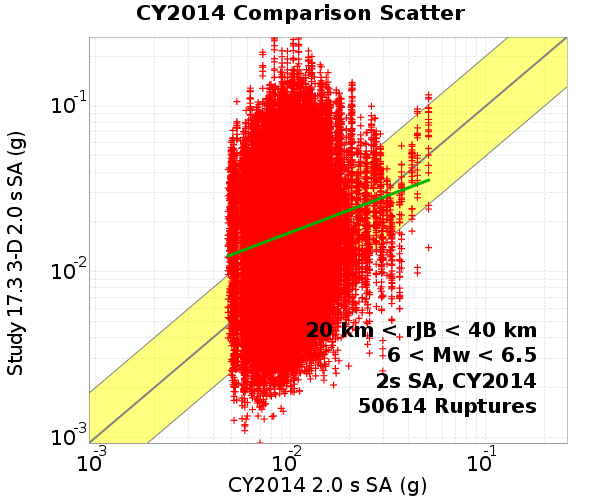 CY2014 Comparison Scatter
Study 17.3 3-D 2.0 s SA (g)
10-1
10-2
10-3
20 km < rJB < 40 km
6 < Mw < 6.5
2s SA, CY2014
50614 Ruptures
10-3 10-2 10-1
CY2014 2.0 s SA (g)